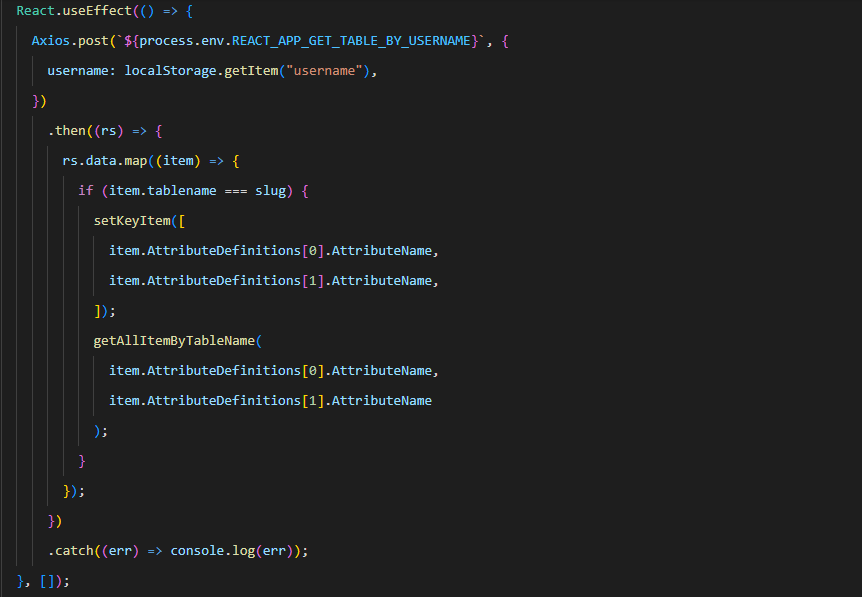 React.useEffect(() => {
  Axios.post(`${process.env.REACT_APP_GET_TABLE_BY_USERNAME}`, {
    username: localStorage.getItem("username"),
  })
    .then((rs) => {
      rs.data.map((item) => {
        if (item.tablename === slug) {
          setKeyItem([
            item.AttributeDefinitions[0].AttributeName,
            item.AttributeDefinitions[1].AttributeName,
          ]);
          getAllItemByTableName(
            item.AttributeDefinitions[0].AttributeName,
            item.AttributeDefinitions[1].AttributeName
          );
        }
      });
    })
    .catch((err) => console.log(err));
}, []);